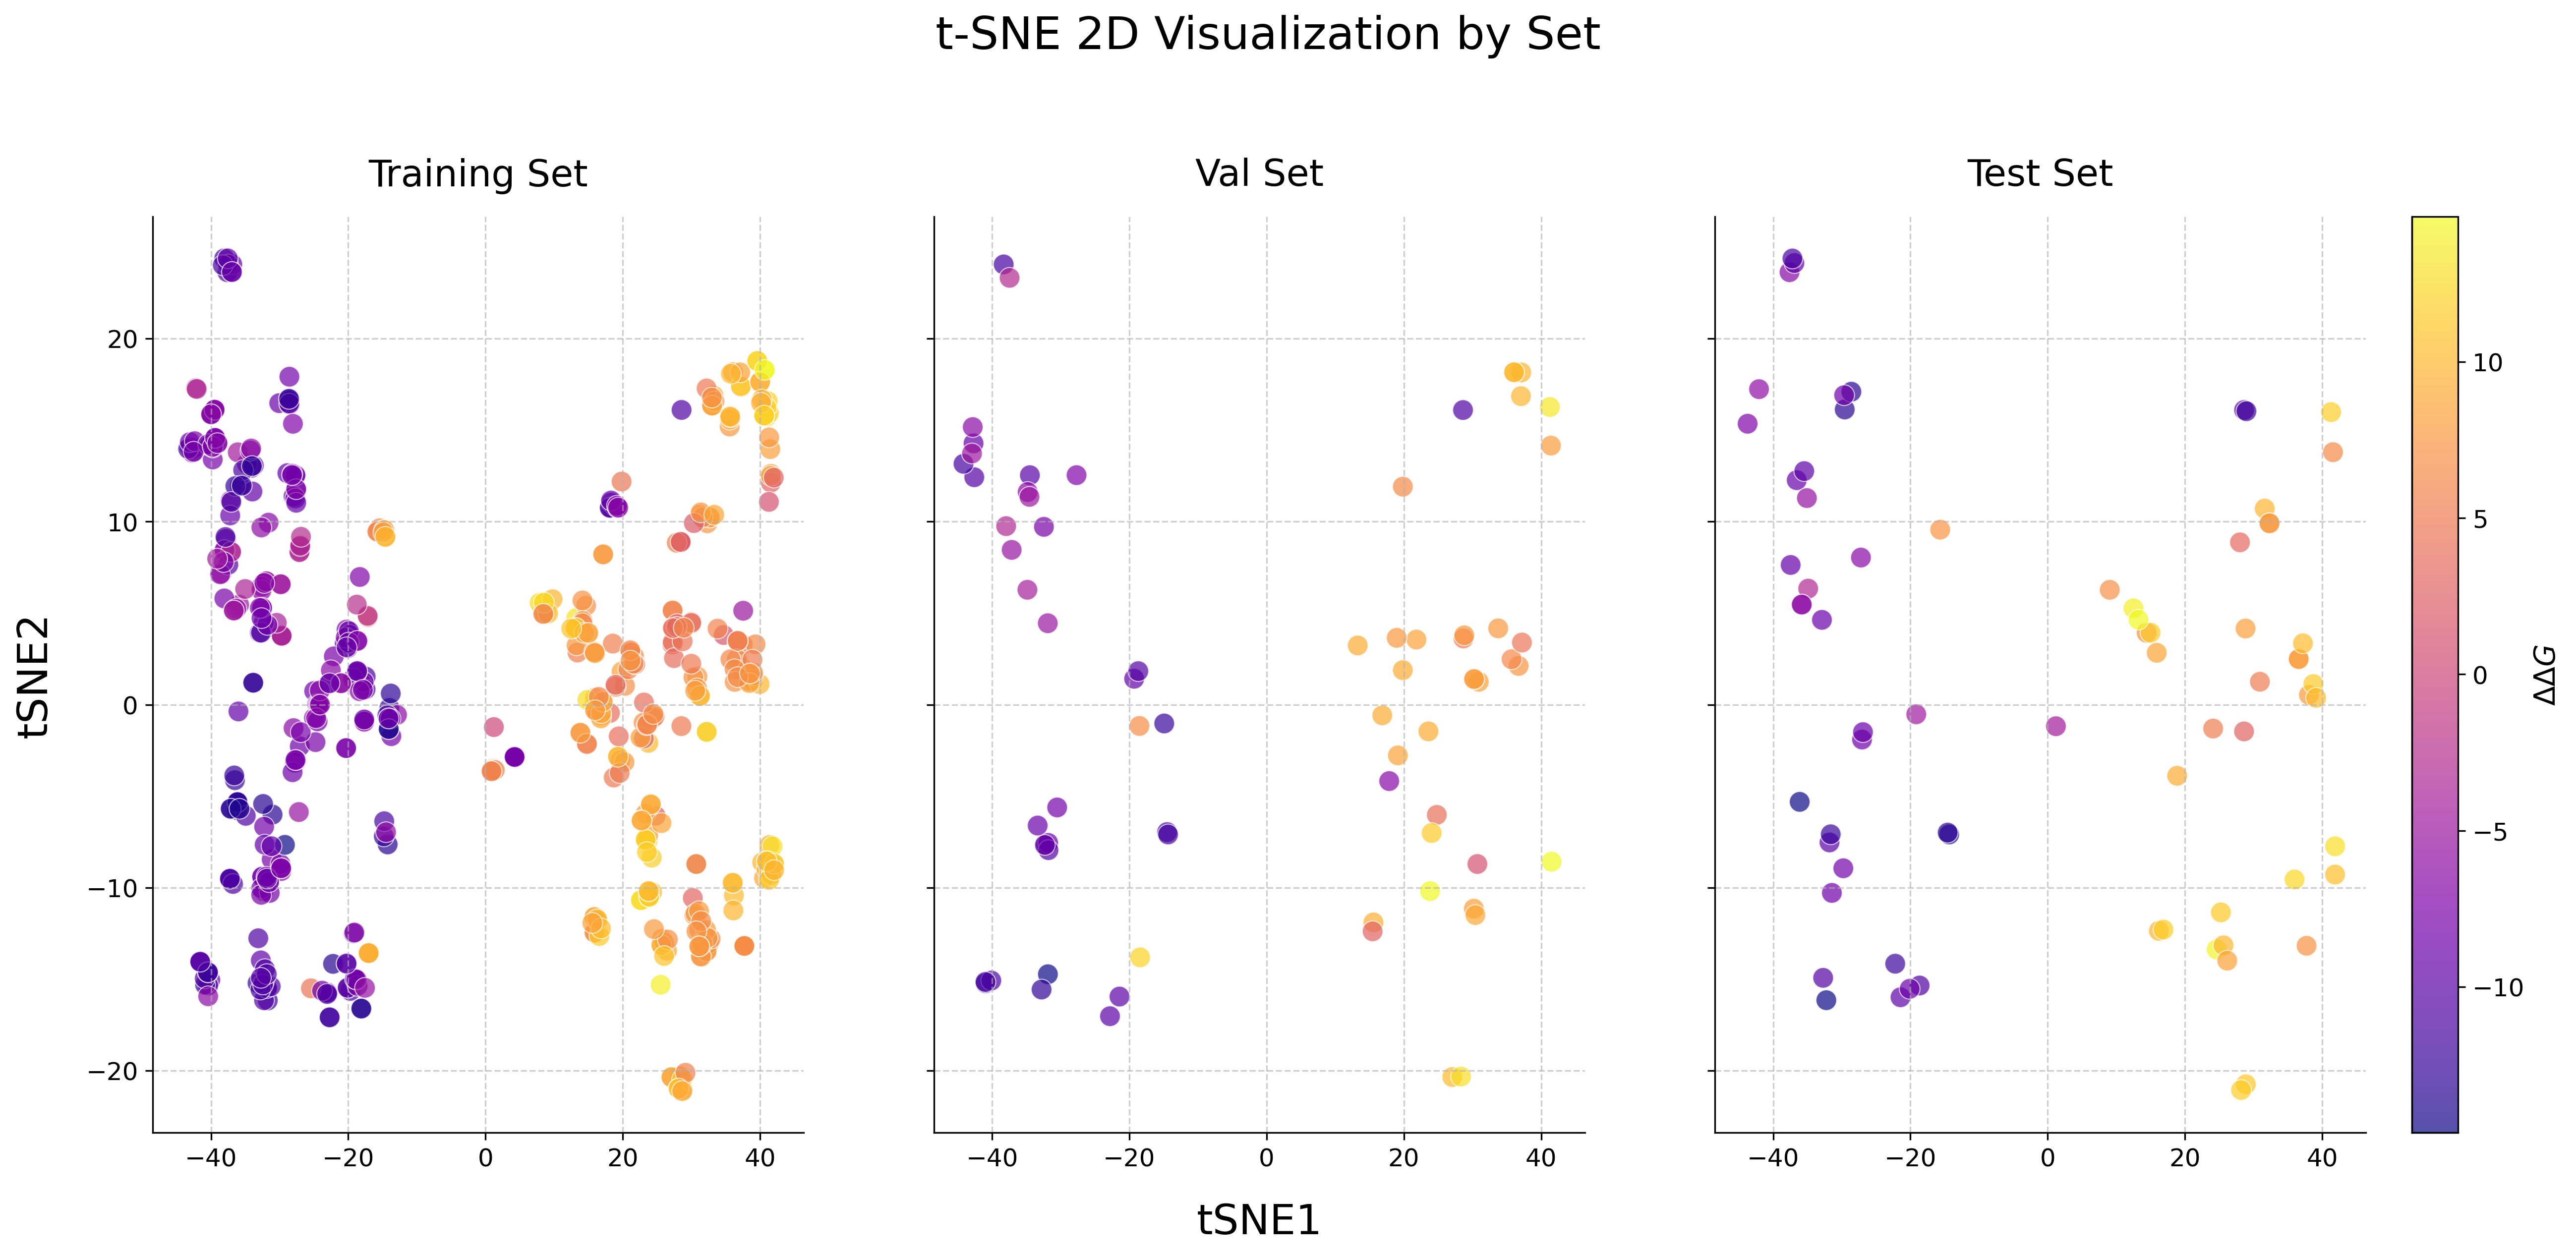 t-SNE 2D Visualization by Set
Training Set
Val Set
Test Set
tSNE2
20
10
0
−10
−20
−40 −20 0 20 40
−40 −20 0 20 40
−40 −20 0 20 40
tSNE1
10
5
0
−5
−10
ΔΔG